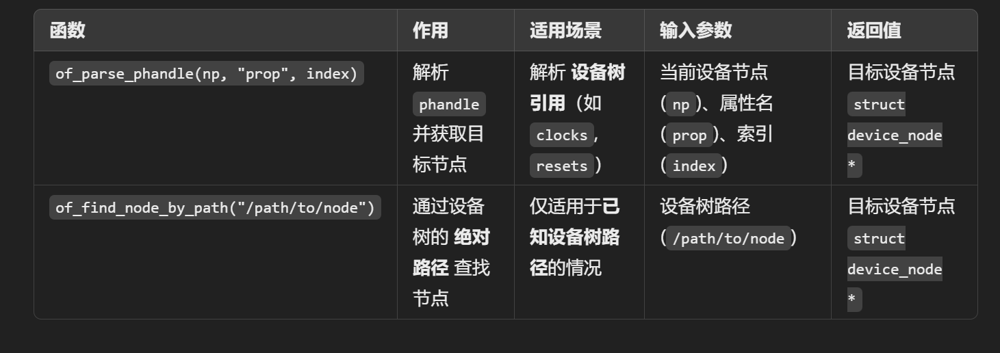 函数 作用 适用场景 输入参数 返回值
of_parse_phandle(np, "prop", index)
解析
phandle
并获取目
标节点
解析 设备树
引用（如
clocks,
resets）
当前设备节点
(np)、属性名
(prop)、索引
(index)
目标设备节点
struct
device_node
*
of_find_node_by_path("/path/to/node")
通过设备
树的 绝对
路径 查找
节点
仅适用于已
知设备树路
径的情况
设备树路径
(/path/to/node)
目标设备节点
struct
device_node
*